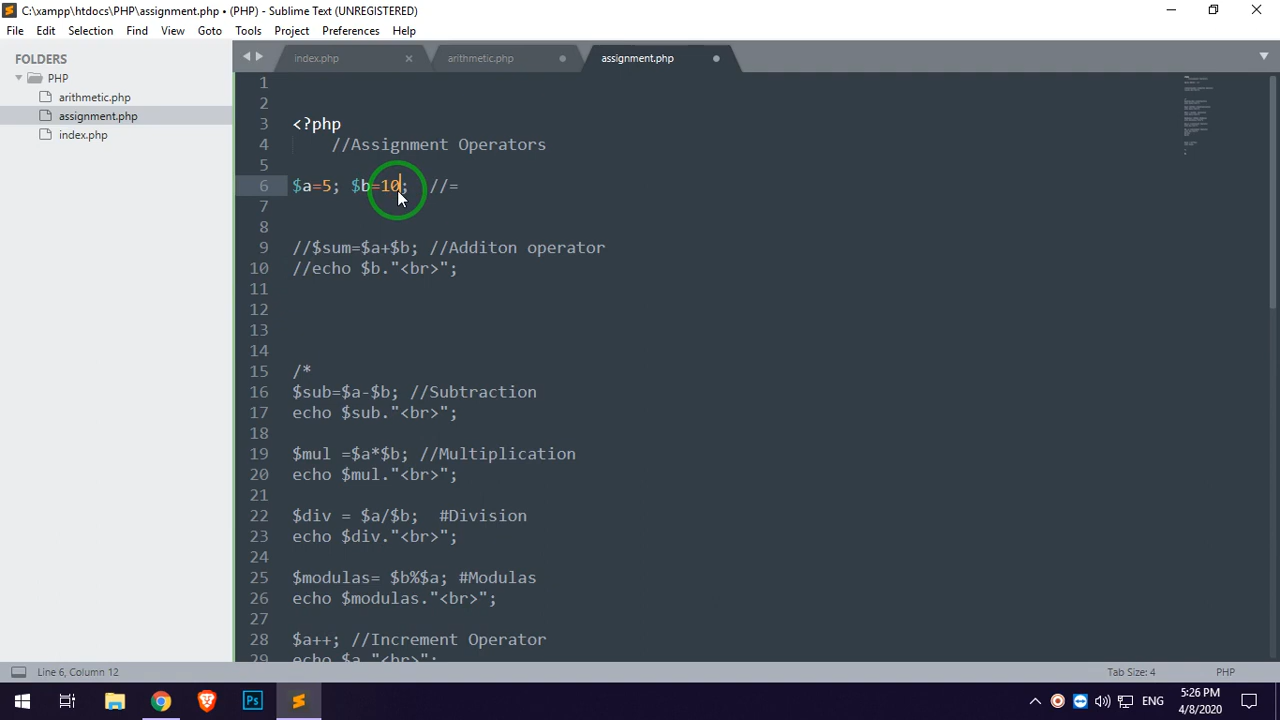 C:\xampp\htdocs\PHP\assignment.php • (PHP) - Sublime Text (UNREGISTERED)
File Edit Selection Find View Goto Tools Project Preferences Help
FOLDERS
PHP
arithmetic.php
assignment.php
index.php
index.php arithmetic.php assignment.php
1
2
3 <?php
4 //Assignment Operators
5
6 $a=5; $b=10; //=
7
8
9 //$sum=$a+$b; //Additon operator
10 //echo $b."<br>";
11
12
13
14
15 /*
16 $sub=$a-$b; //Subtraction
17 echo $sub."<br>";
18
19 $mul =$a*$b; //Multiplication
20 echo $mul."<br>";
21
22 $div = $a/$b; #Division
23 echo $div."<br>";
24
25 $modulas= $b%$a; #Modulas
26 echo $modulas."<br>";
27
28 $a++; //Increment Operator
29 echo $a."<br>";
Line 6, Column 12 Tab Size: 4 PHP
Ps ENG 5:26 PM
4/8/2020